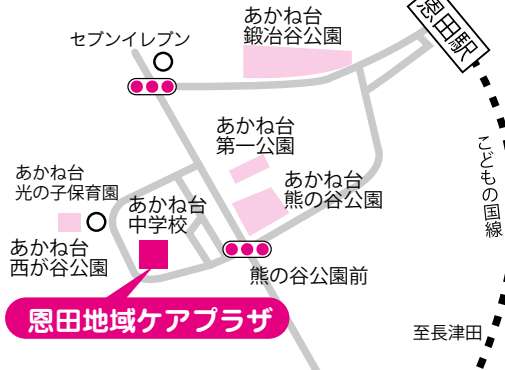 あかね台
鍛冶谷公園
恩田駅
セブンイレブン
あかね台
第一公園
こどもの国線
あかね台
光の子保育園
あかね台
熊の谷公園
あかね台
中学校
あかね台
西が谷公園
熊の谷公園前
恩田地域ケアプラザ
至長津田